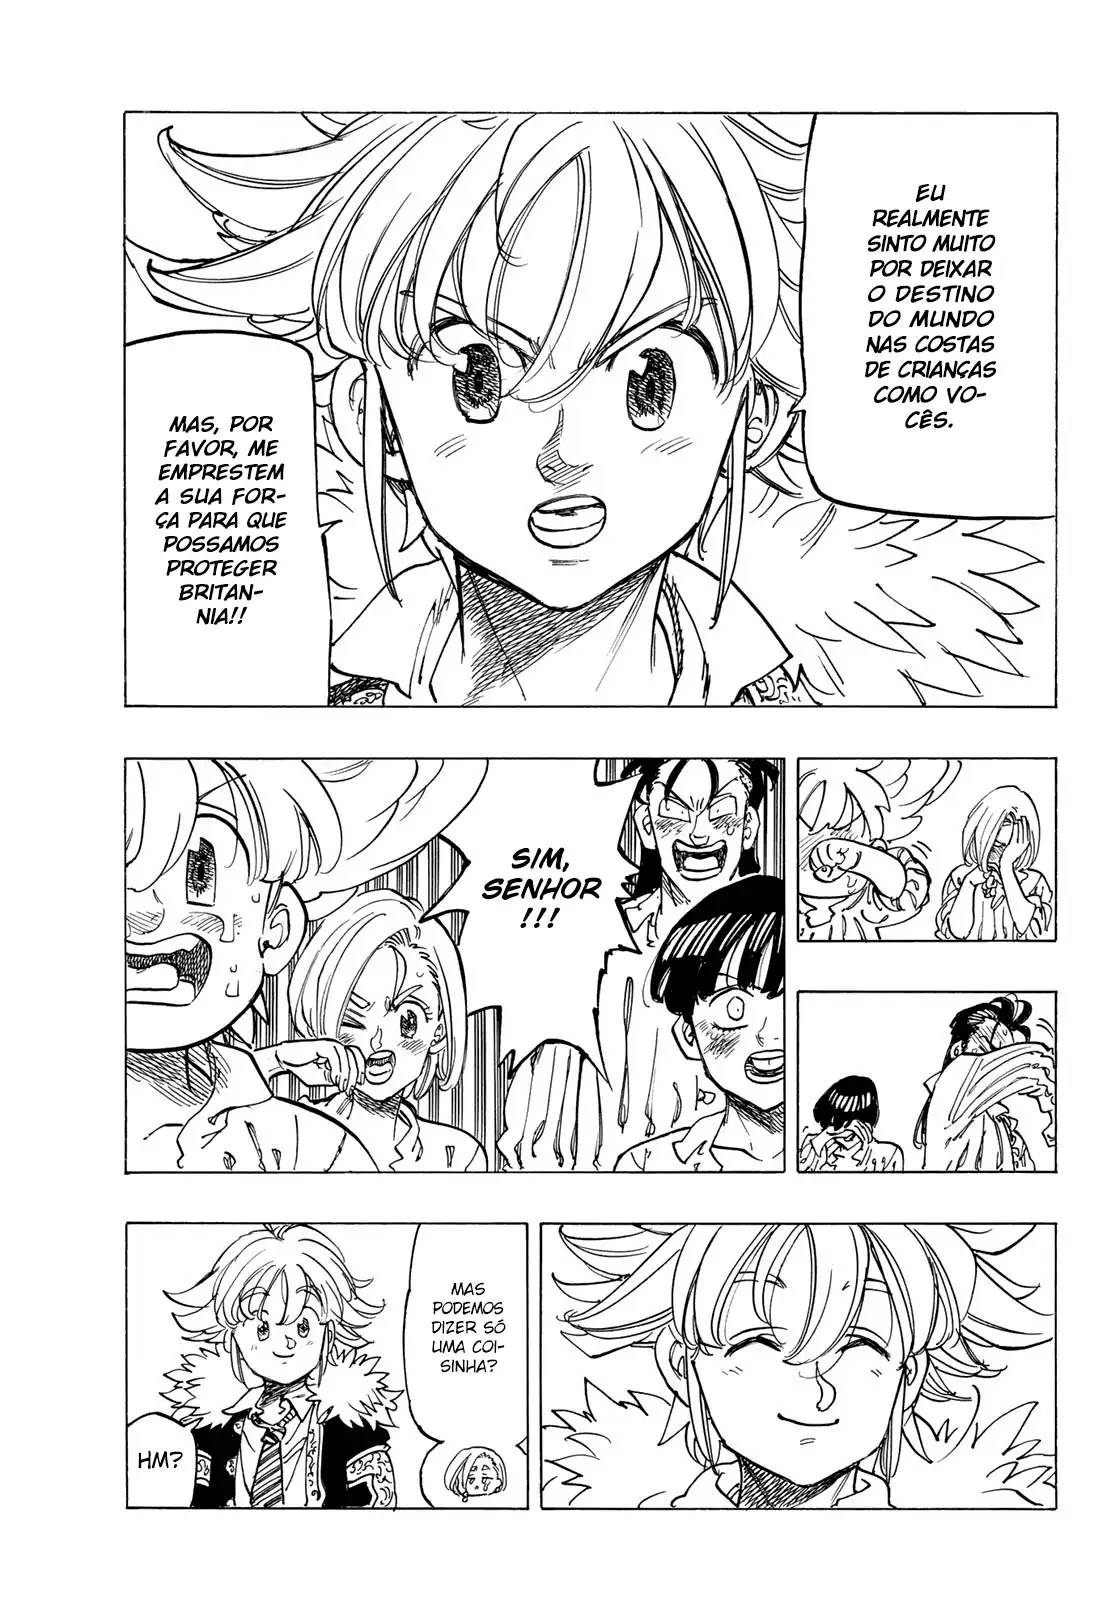 EU
REALMENTE
SINTO MUITO
POR DEIXAR
O DESTINO
DO MUNDO
NAS COSTAS
DE CRIANÇAS
COMO VO-
CÊS.
MAS, POR
FAVOR, ME
EMPRESTEM
A SUA FOR-
ÇA PARA QUE
POSSAMOS
PROTEGER
BRITAN-
NIA!!
SIM,
SENHOR
!!!
MAS
PODEMOS
DIZER SÓ
UMA COI-
SINHA?
HM?